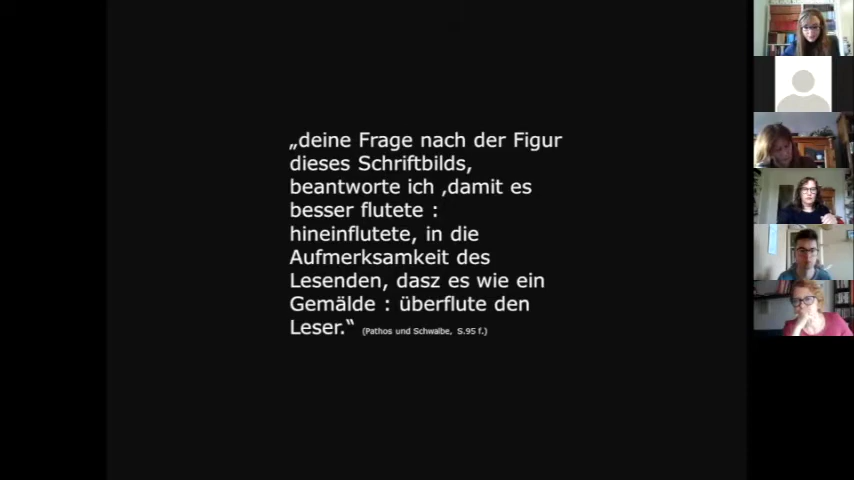 „deine Frage nach der Figur
dieses Schriftbilds,
beantworte ich ‚damit es
besser flutete :
hineinflutete, in die
Aufmerksamkeit des
Lesenden, dasz es wie ein
Gemälde : überflute den
Leser.“ (Pathos und Schwalbe, S.95 f.)